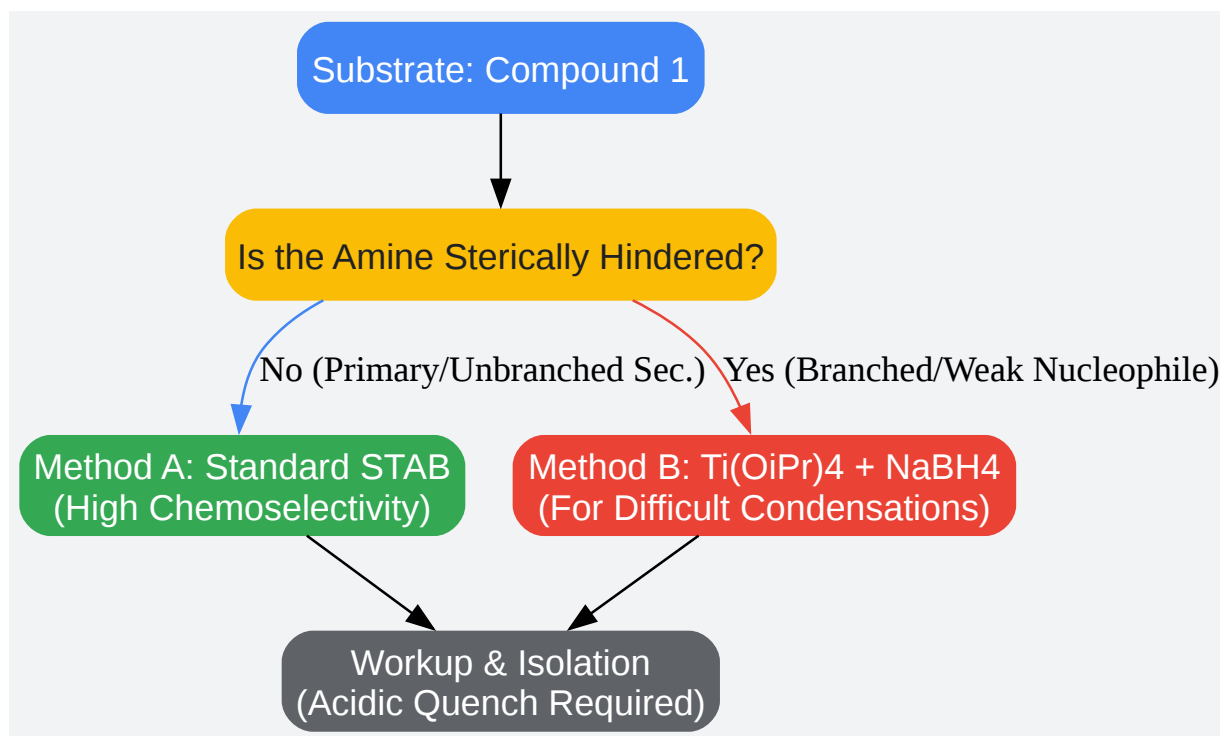 Substrate: Compound 1
Is the Amine Sterically Hindered?
No (Primary/Unbranched Sec.)
Yes (Branched/Weak Nucleophile)
Method A: Standard STAB
(High Chemoselectivity)
Method B: Ti(OiPr)4 + NaBH4
(For Difficult Condensations)
Workup & Isolation
(Acidic Quench Required)